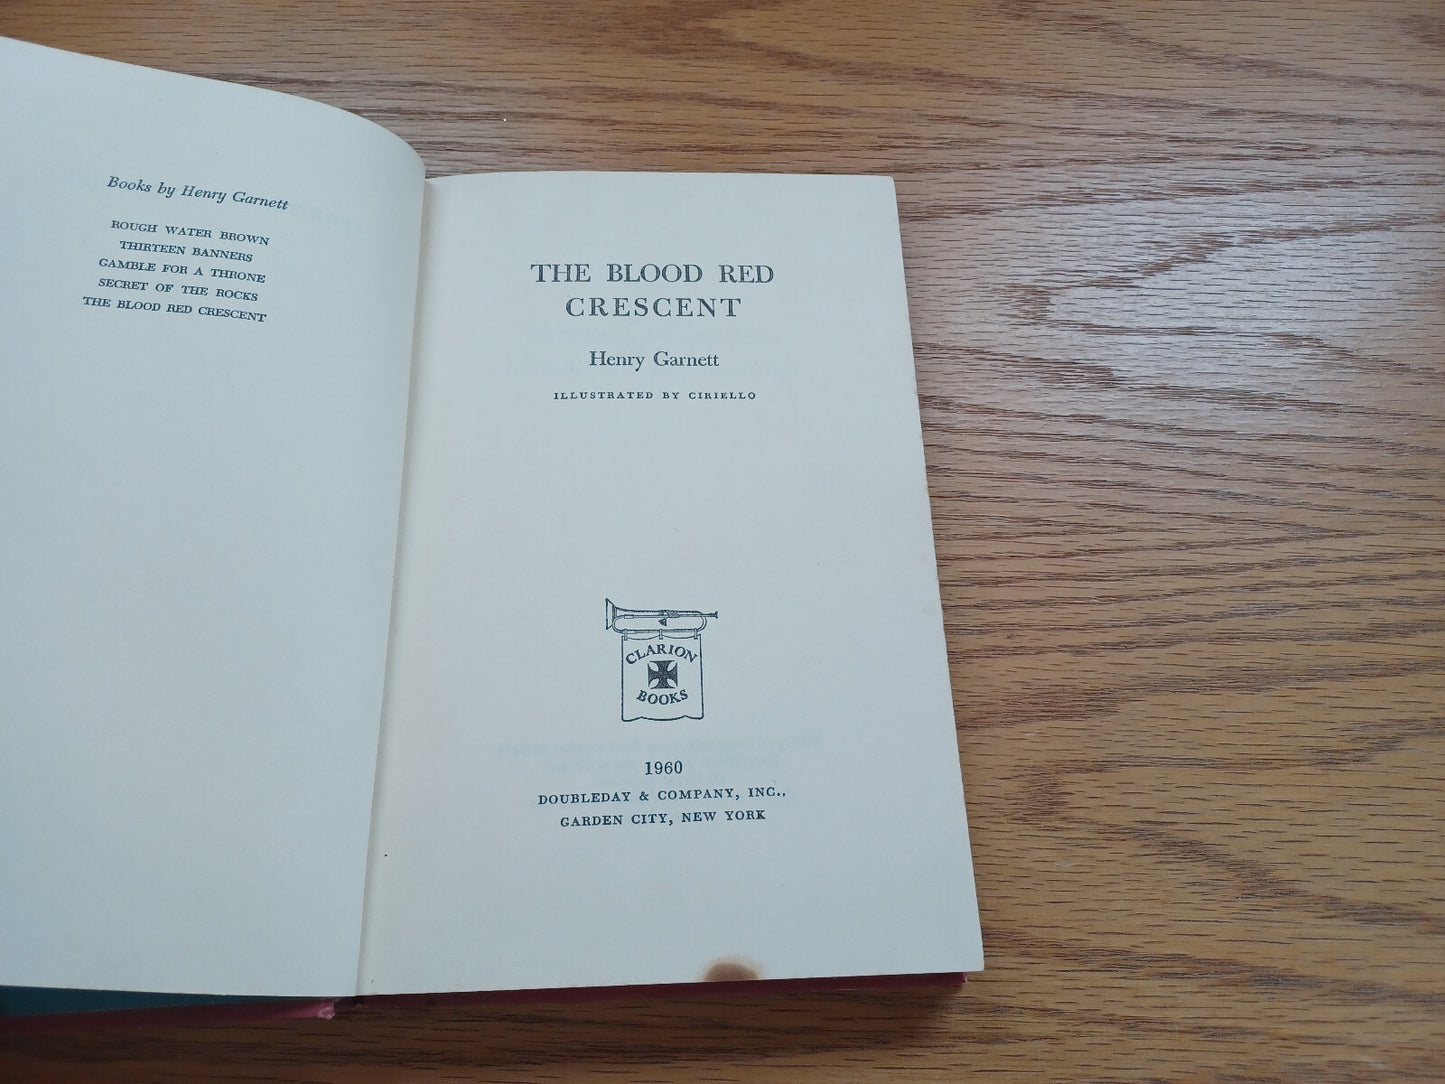 Books by Henry Garnett
ROUGH WATER BROWN
THIRTEEN BANNERS
GAMBLE FOR A THRONE
SECRET OF THE ROCKS
THE BLOOD RED CRESCENT
THE BLOOD RED
CRESCENT
Henry Garnett
ILLUSTRATED BY CIRIELLO
CLARION
BOOKS
1960
DOUBLEDAY & COMPANY, INC.,
GARDEN CITY, NEW YORK